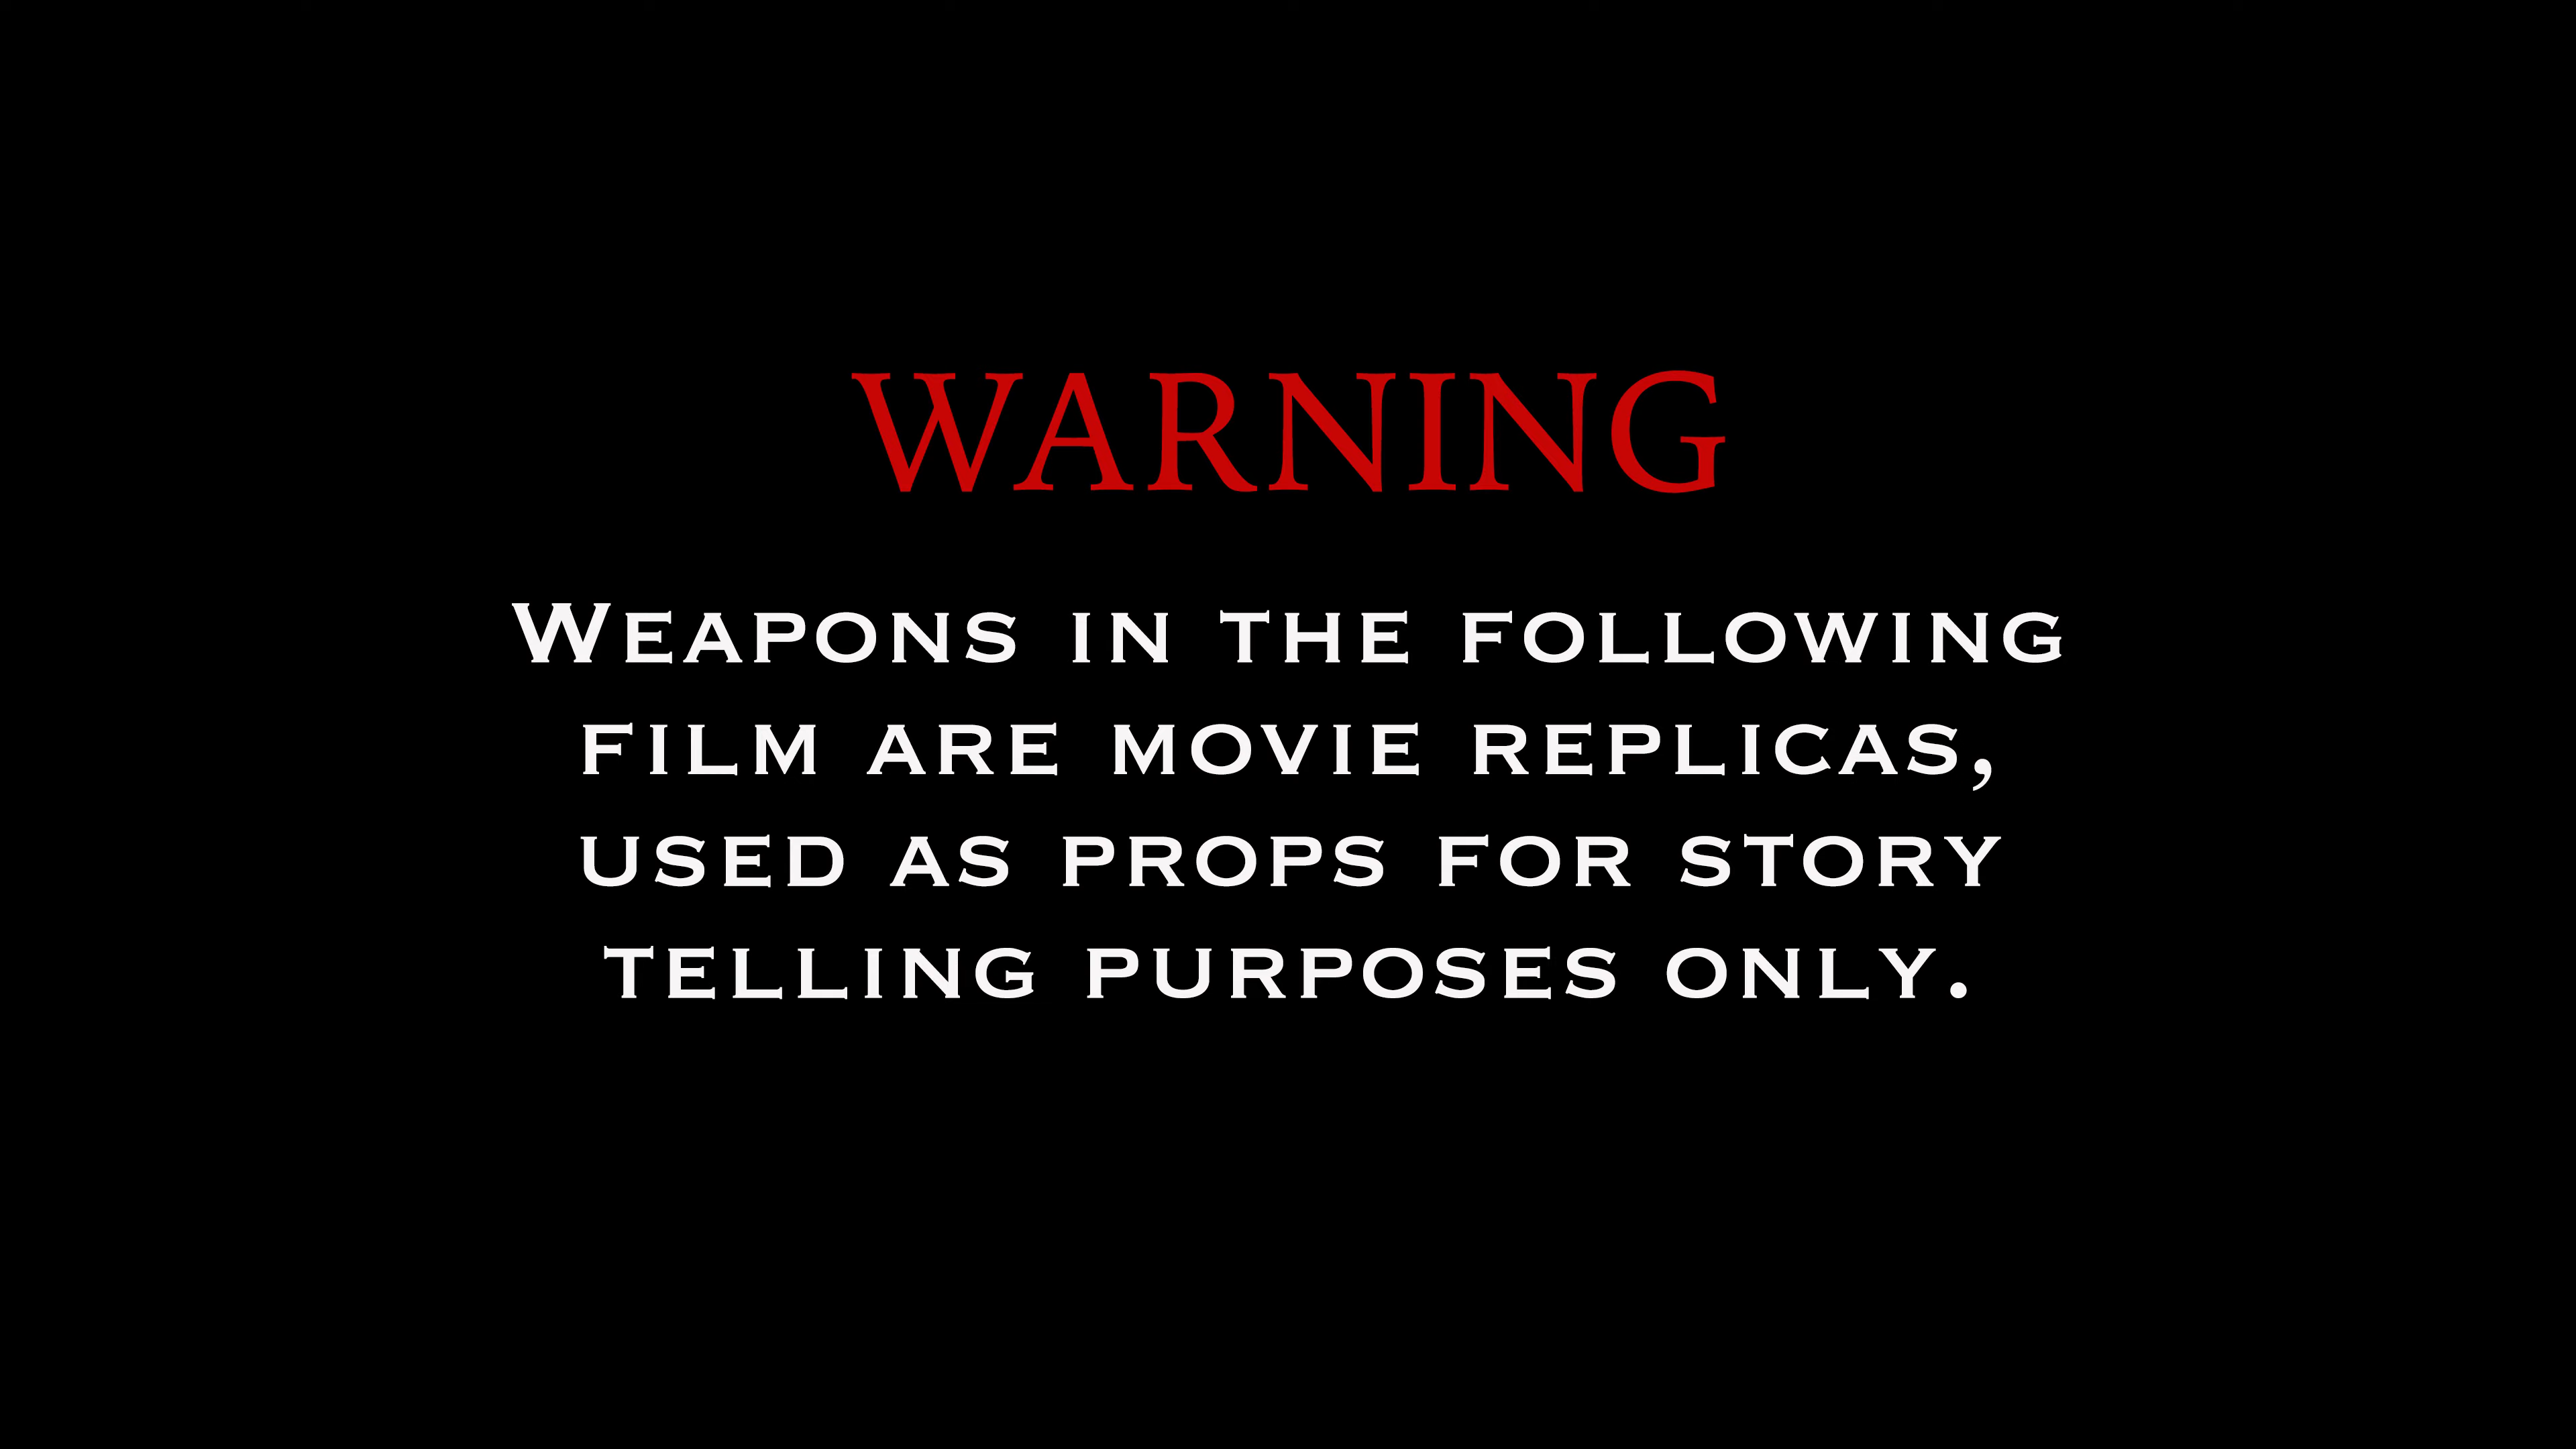 WARNING
WEAPONS IN THE FOLLOWING
FILM ARE MOVIE REPLICAS,
USED AS PROPS FOR STORY
TELLING PURPOSES ONLY.